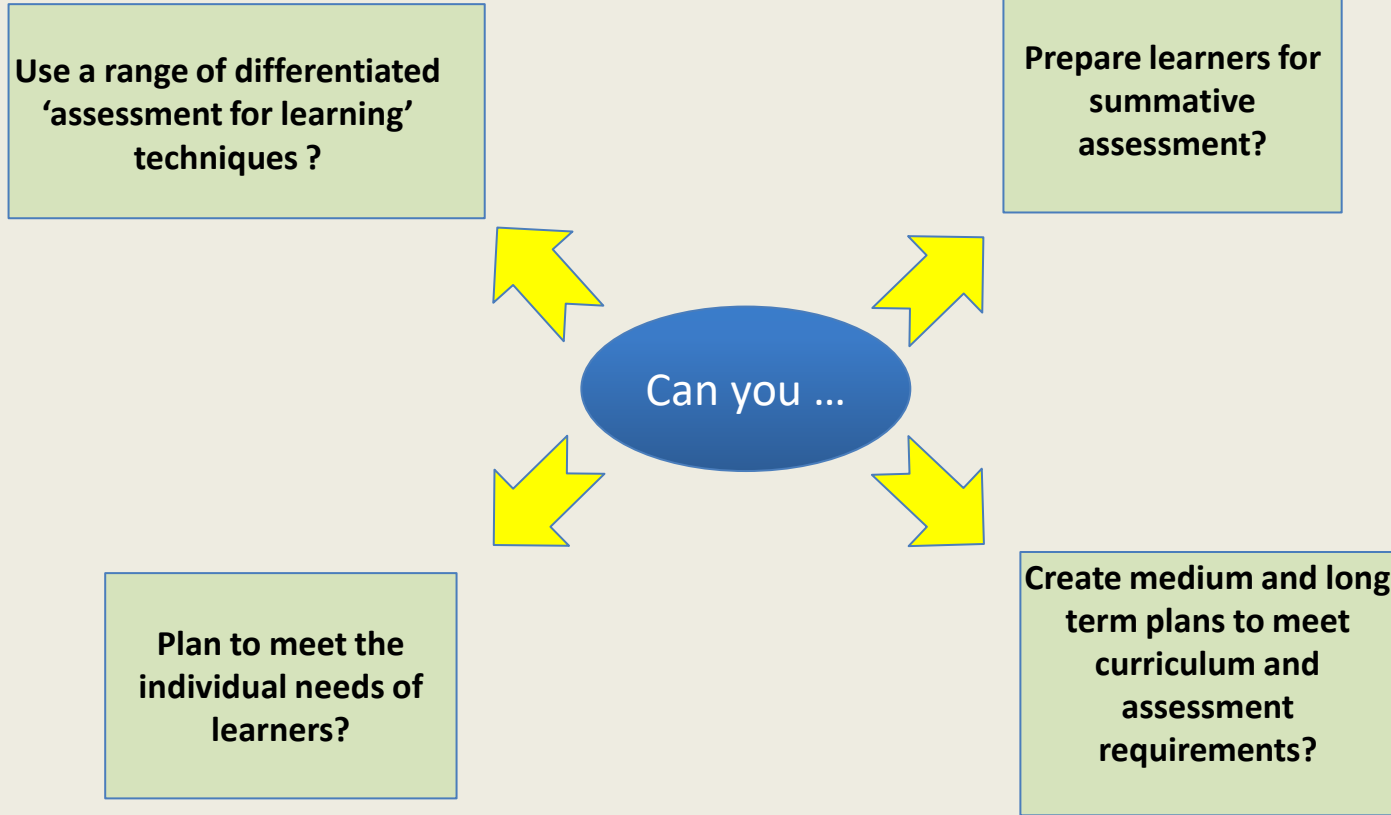 Use a range of differentiated
‘assessment for learning’
techniques ?
Prepare learners for
summative
assessment?
Can you ...
Plan to meet the
individual needs of
learners?
Create medium and long
term plans to meet
curriculum and
assessment
requirements?